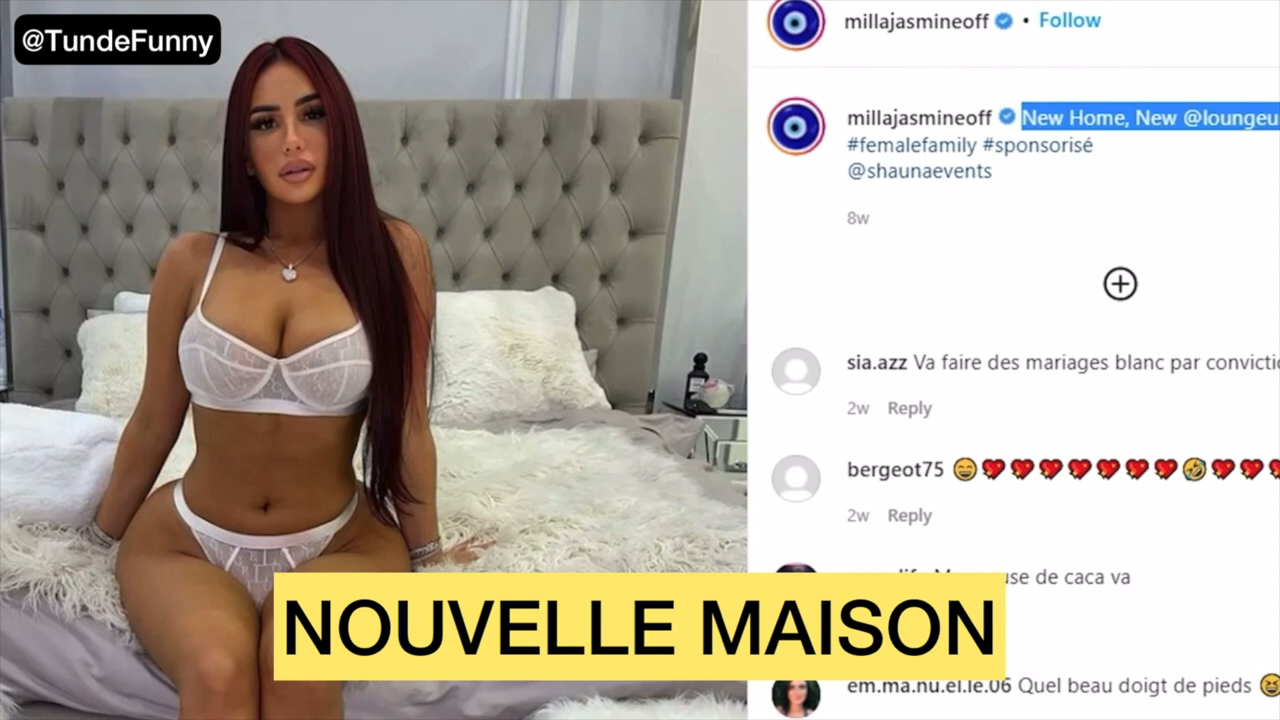 @TundeFunny
millajasmineoff • Follow
millajasmineoff New Home, New @loungeu
#femalefamily #sponsorisé
@shaunaevents
8w
sia.azz Va faire des mariages blanc par convictio
2w Reply
bergeot75
2w Reply
use de caca va
NOUVELLE MAISON
em.ma.nu.el.le.06 Quel beau doigt de pieds